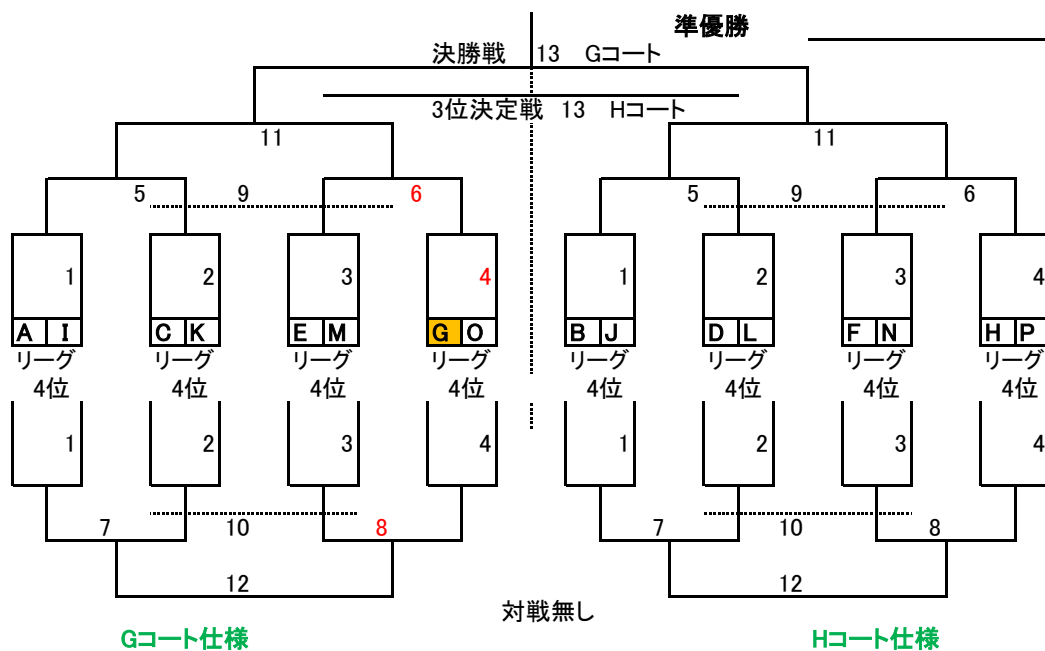 準優勝
決勝戦 13 Gコート
3位決定戦 13 Hコート
11 11
5 9 6 5 9 6
1 2 3 4 1 2 3 4
A I C K E M G O B J D L F N H P
リーグ リーグ リーグ リーグ リーグ リーグ リーグ リーグ
4位 4位 4位 4位 4位 4位 4位 4位
1 2 3 4 1 2 3 4
7 10 8 7 10 8
12 12
対戦無し
Gコート仕様 Hコート仕様